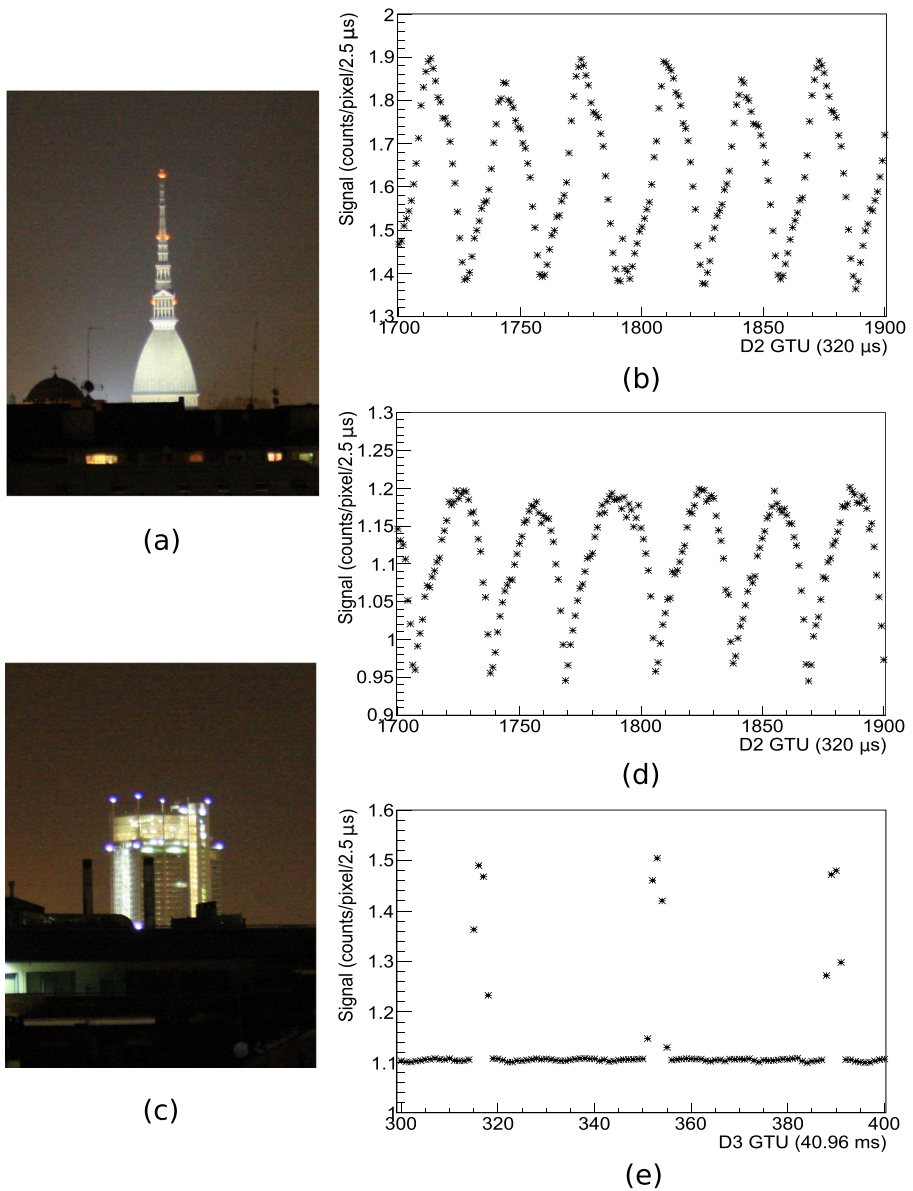 Signal (counts/pixel/2.5 µs)
2
1.9
1.8
1.7
1.6
1.5
1.4
1.3
1700 1750 1800 1850 1900
D2 GTU (320 µs)
(b)
(a)
Signal (counts/pixel/2.5 µs)
1.3
1.25
1.2
1.15
1.1
1.05
1
0.95
0.9
1700 1750 1800 1850 1900
D2 GTU (320 µs)
(d)
(c)
Signal (counts/pixel/2.5 µs)
1.6
1.5
1.4
1.3
1.2
1.1
1
300 320 340 360 380 400
D3 GTU (40.96 ms)
(e)